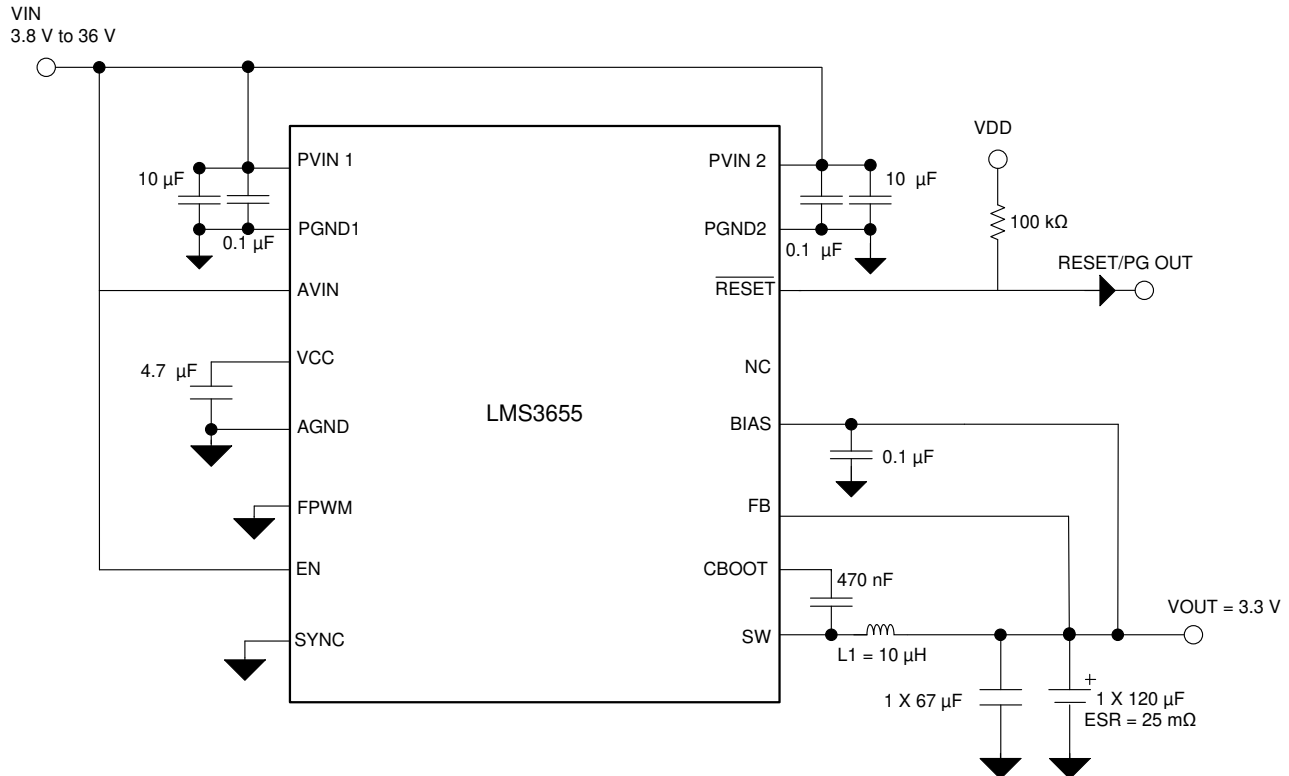 VIN
3.8 V to 36 V
VDD
PVIN 1
PVIN 2
10 µF
10 µF
100 kΩ
PGND1
PGND2
0.1 µF
0.1 µF
RESET/PG OUT
AVIN
RESET
VCC
NC
4.7 µF
LMS3655
AGND
BIAS
0.1 µF
FPWM
FB
EN
CBOOT
470 nF
VOUT = 3.3 V
SYNC
SW
L1 = 10 µH
+
1 X 67 µF
1 X 120 µF
ESR = 25 mΩ